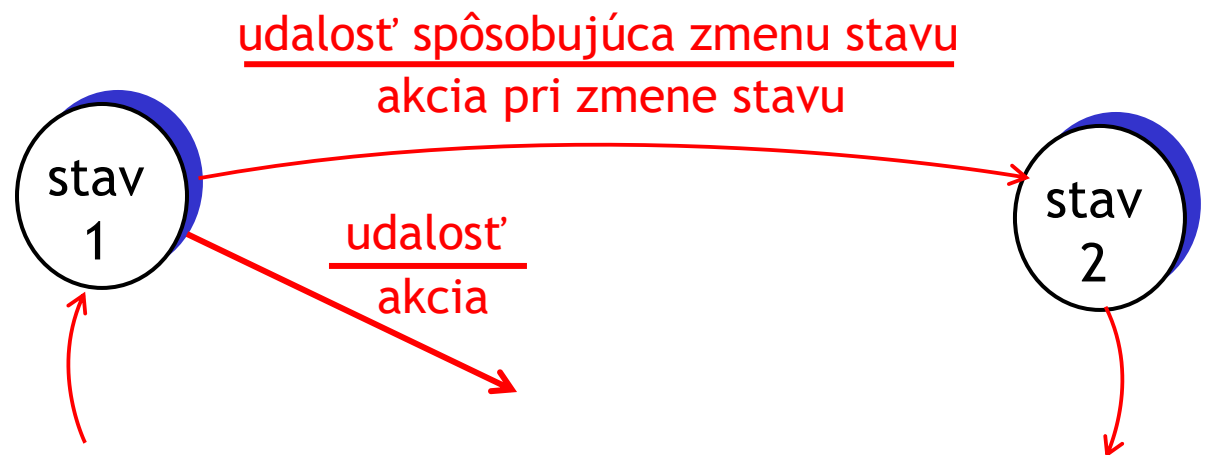 udalosť spôsobujúca zmenu stavu
akcia pri zmene stavu
stav
1
udalosť
akcia
stav
2